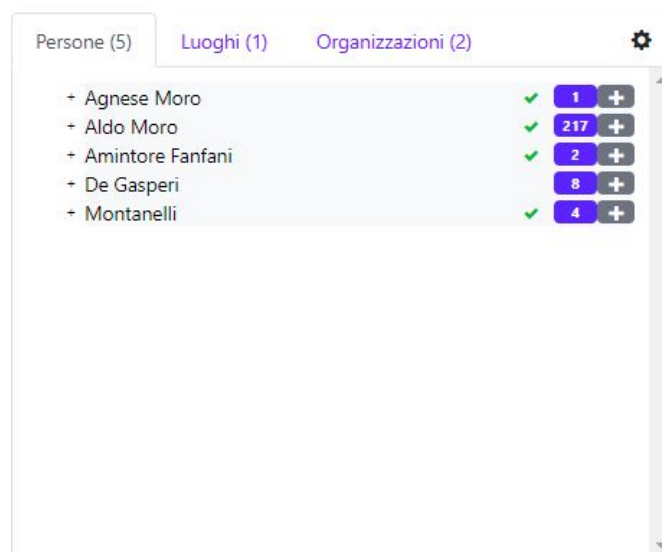 Persone (5) Luoghi (1) Organizzazioni (2)
+ Agnese Moro 1 +
+ Aldo Moro 217 +
+ Amintore Fanfani 2 +
+ De Gasperi 8 +
+ Montanelli 4 +